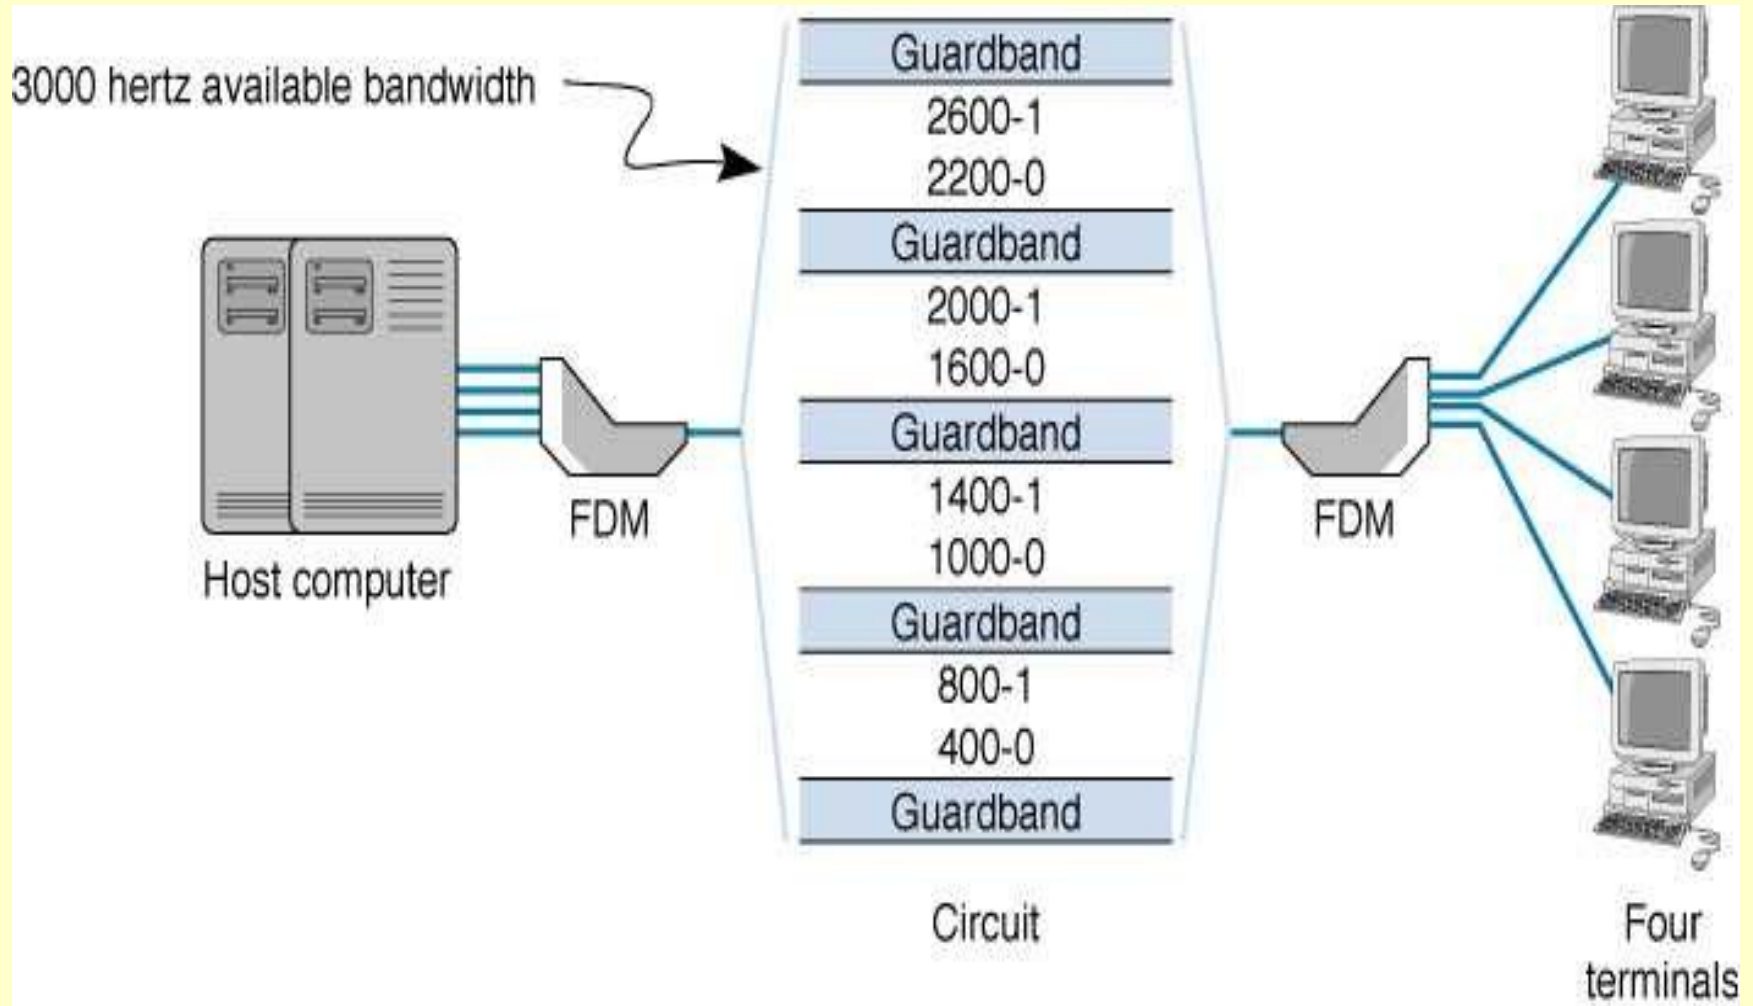 3000 hertz available bandwidth
Guardband
2600-1
2200-0
Guardband
2000-1
1600-0
Guardband
1400-1
1000-0
Guardband
800-1
400-0
Guardband
Host computer
FDM
FDM
Circuit
Four
terminals